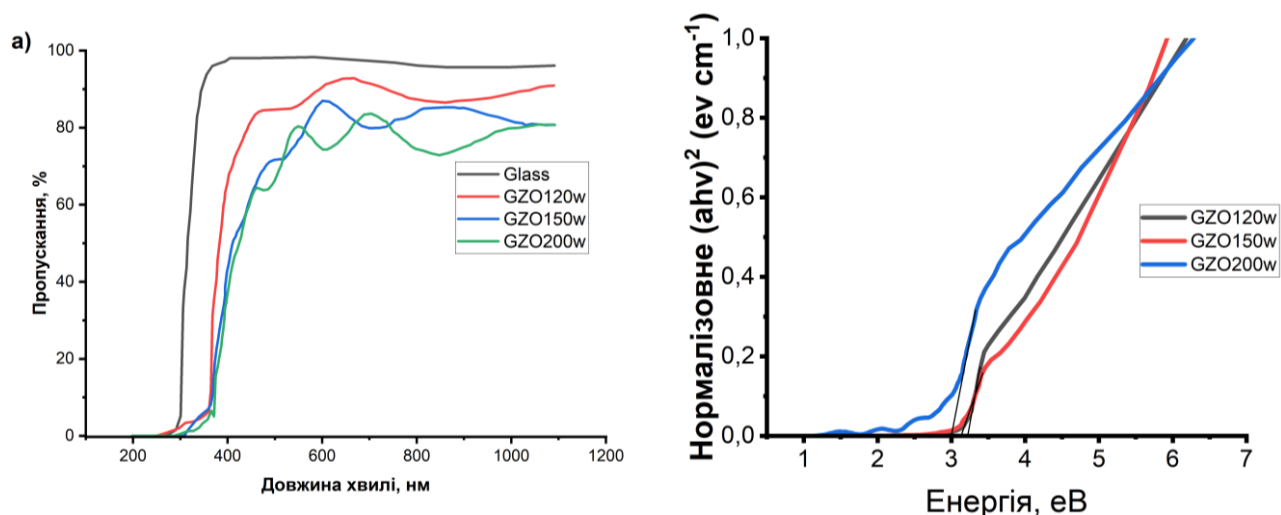 а)
Пропускання, %
100
80
60
40
20
0
200
400
600
800
1000
1200
Довжина хвилі, нм
Glass
GZO120w
GZO150w
GZO200w
Нормалізовне (ahv)² (ev cm⁻¹)
1,0
0,8
0,6
0,4
0,2
0,0
1
2
3
4
5
6
7
Енергія, еВ
GZO120w
GZO150w
GZO200w